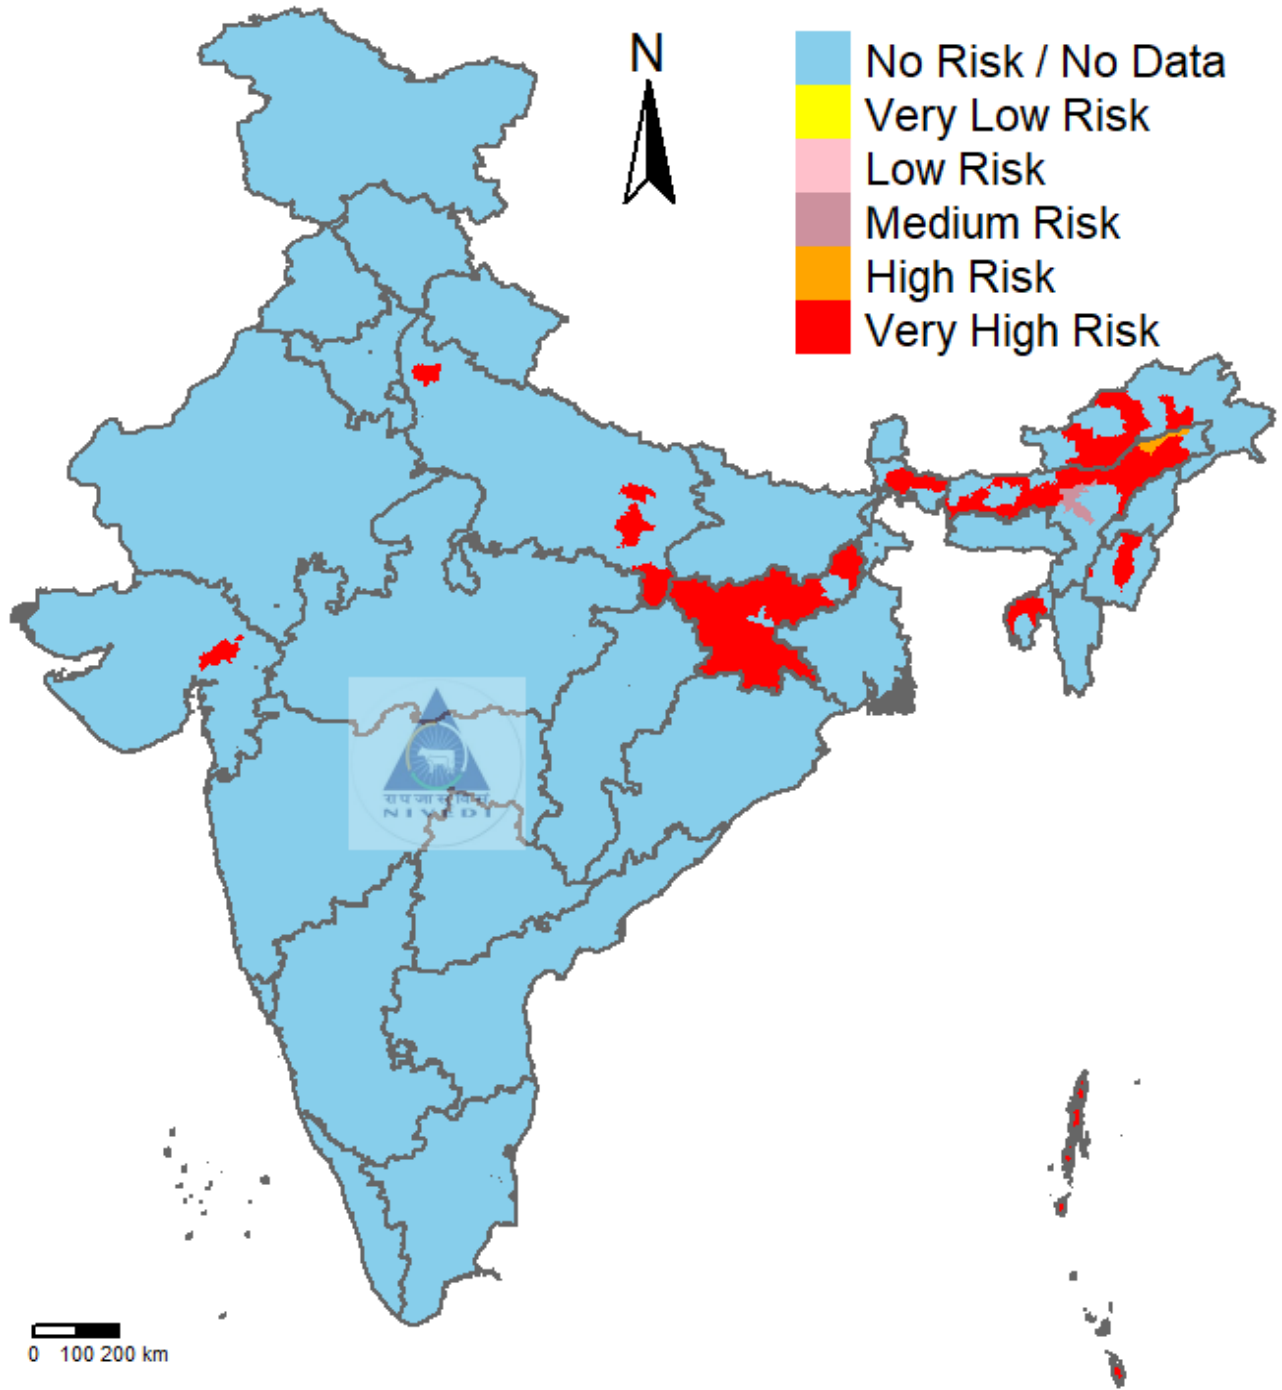 N
No Risk / No Data
Very Low Risk
Low Risk
Medium Risk
High Risk
Very High Risk
NIVEDI
0 100 200 km